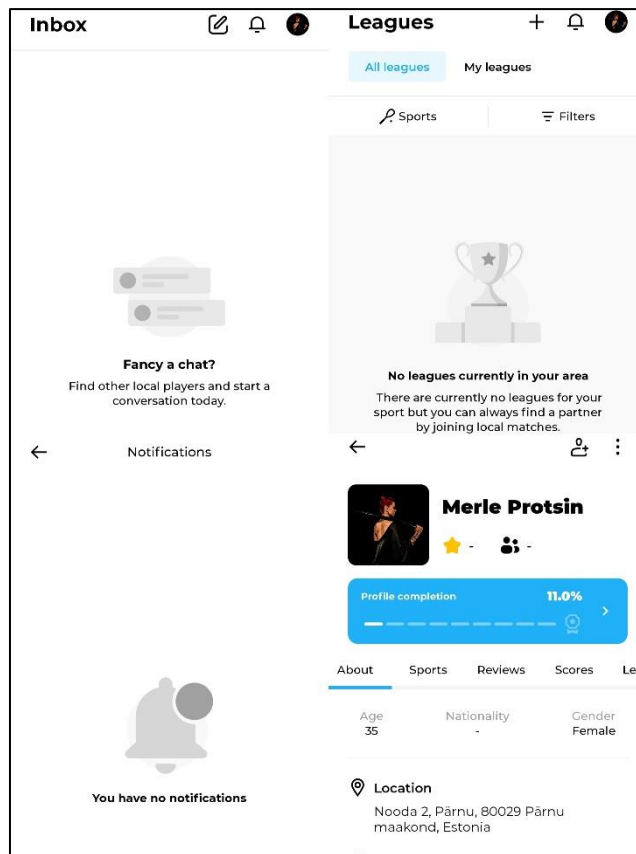 Inbox
Fancy a chat?
Find other local players and start a
conversation today.
Leagues
All leagues
My leagues
Sports
Filters
No leagues currently in your area
There are currently no leagues for your
sport but you can always find a partner
by joining local matches.
Notifications
You have no notifications
Merle Protsin
-
-
Profile completion
11.0%
About
Sports
Reviews
Scores
Le
Age
35
Nationality
-
Gender
Female
Location
Nooda 2, Pärnu, 80029 Pärnu
maakond, Estonia